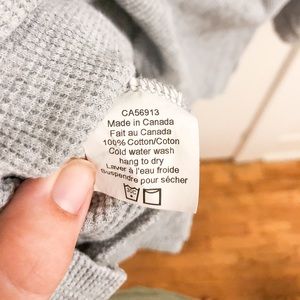 CA56913
Made in Canada
Fait au Canada
100% Cotton/Coton
Cold water wash
hang to dry
Laver à l'eau froide
Suspendre pour sécher